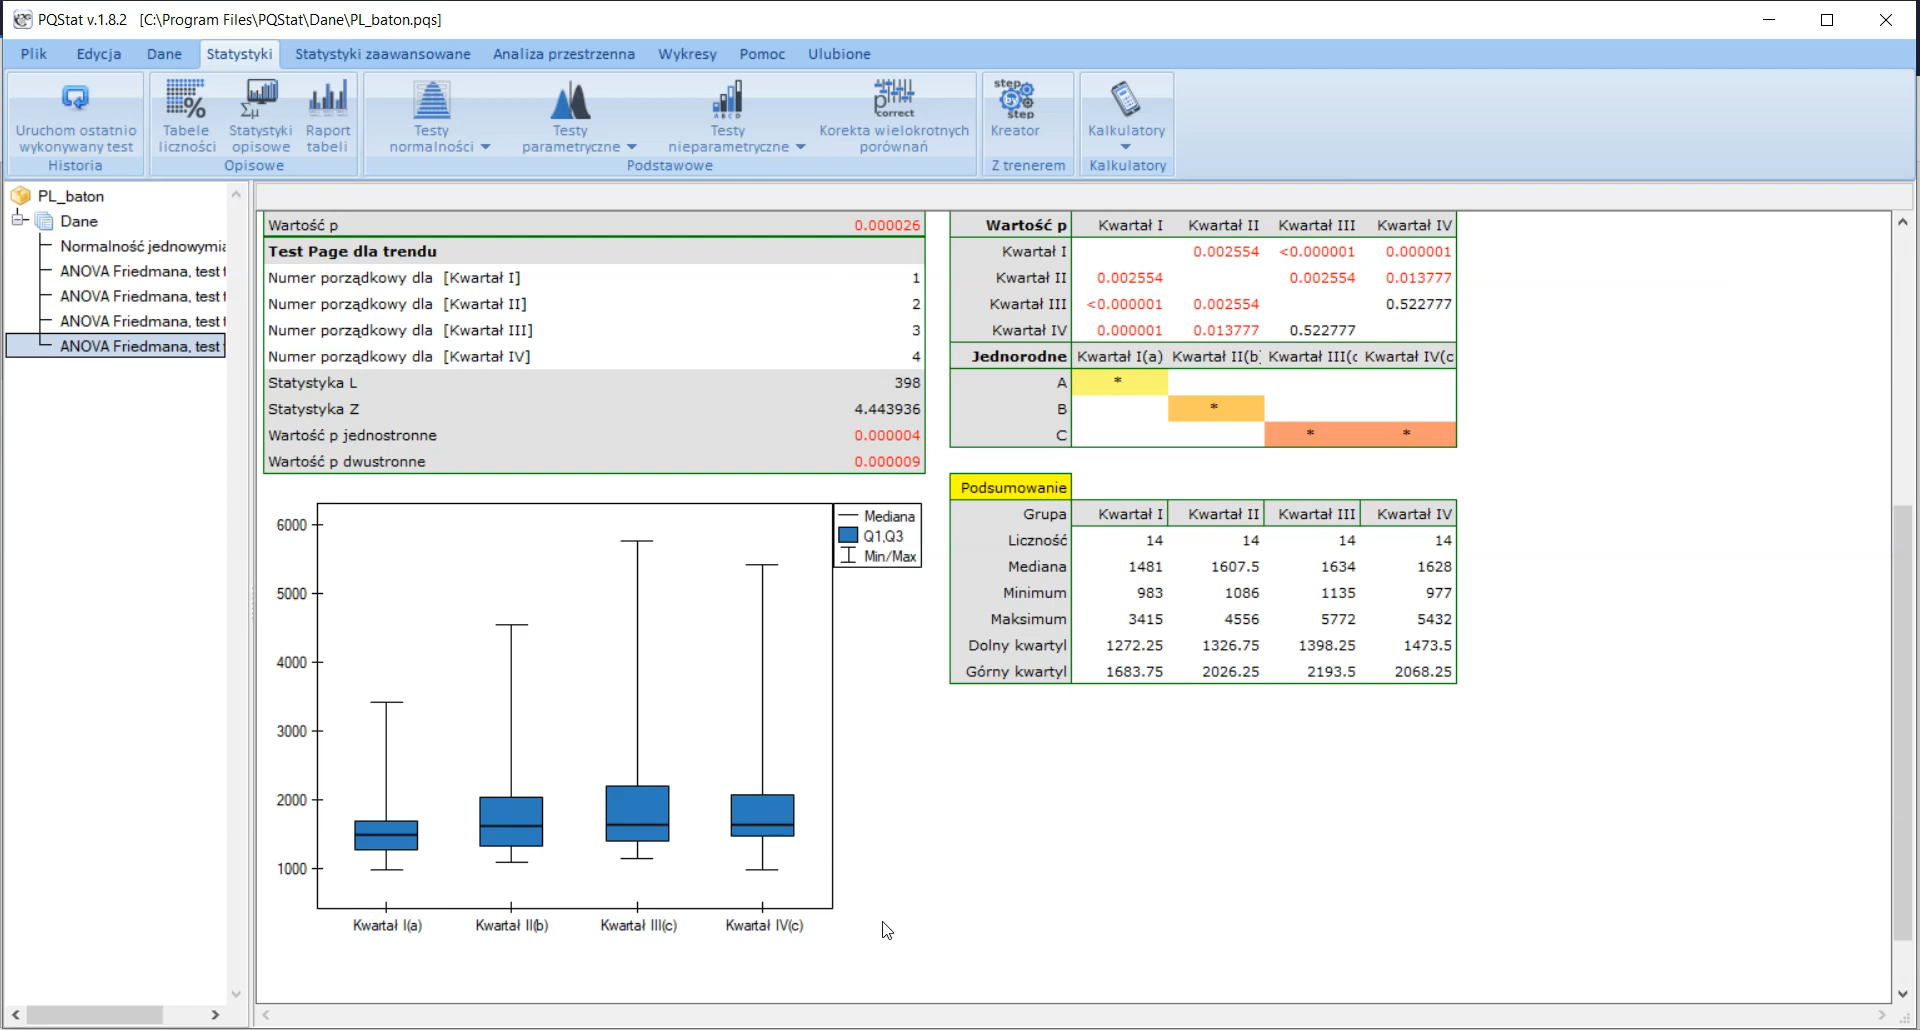 PQStat v.1.8.2 [C:\Program Files\PQStat\Dane\PL_baton.pqs]
Plik Edycja Dane Statystyki Statystyki zaawansowane Analiza przestrzenna Wykresy Pomoc Ulubione
Uruchom ostatnio
wykonywany test
Historia
Tabele
liczności
Statystyki
opisowe
Raport
tabeli
Opisowe
Testy
normalności
Testy
parametryczne
Testy
nieparametryczne
Korekta wielokrotnych
porównań
Podstawowe
Kreator
Z trenerem
Kalkulatory
Kalkulatory
PL_baton
Dane
Normalność jednowymia
ANOVA Friedmana, test
ANOVA Friedmana, test
ANOVA Friedmana, test
ANOVA Friedmana, test
Wartość p 0.000026
Test Page dla trendu
Numer porządkowy dla [Kwartał I] 1
Numer porządkowy dla [Kwartał II] 2
Numer porządkowy dla [Kwartał III] 3
Numer porządkowy dla [Kwartał IV] 4
Statystyka L 398
Statystyka Z 4.443936
Wartość p jednostronne 0.000004
Wartość p dwustronne 0.000009
Wartość p Kwartał I Kwartał II Kwartał III Kwartał IV
Kwartał I 0.002554 <0.000001 0.000001
Kwartał II 0.002554 0.002554 0.013777
Kwartał III <0.000001 0.002554 0.522777
Kwartał IV 0.000001 0.013777 0.522777
Jednorodne Kwartał I(a) Kwartał II(b Kwartał III(c Kwartał IV(c
A *
B *
C * *
Podsumowanie
Grupa Kwartał I Kwartał II Kwartał III Kwartał IV
Liczność 14 14 14 14
Mediana 1481 1607.5 1634 1628
Minimum 983 1086 1135 977
Maksimum 3415 4556 5772 5432
Dolny kwartyl 1272.25 1326.75 1398.25 1473.5
Górny kwartyl 1683.75 2026.25 2193.5 2068.25
6000
5000
4000
3000
2000
1000
Kwartał I(a) Kwartał II(b) Kwartał III(c) Kwartał IV(c)
Mediana
Q1,Q3
Min/Max